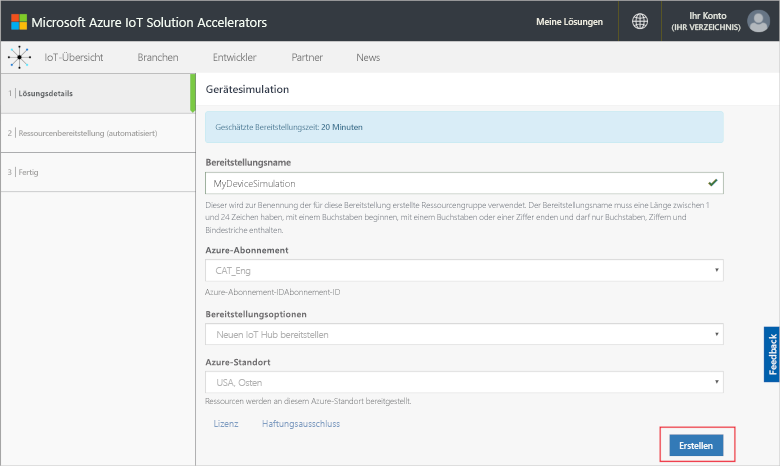 Microsoft Azure IoT Solution Accelerators
Meine Lösungen
Ihr Konto
(IHR VERZEICHNIS)
IoT-Übersicht
Branchen
Entwickler
Partner
News
1 | Lösungsdetails
2 | Ressourcenbereitstellung (automatisiert)
3 | Fertig
Gerätesimulation
Geschätzte Bereitstellungszeit: 20 Minuten
Bereitstellungsname
MyDeviceSimulation
Dieser wird zur Benennung der für diese Bereitstellung erstellte Ressourcengruppe verwendet. Der Bereitstellungsname muss eine Länge zwischen 1
und 24 Zeichen haben, mit einem Buchstaben beginnen, mit einem Buchstaben oder einer Ziffer enden und darf nur Buchstaben, Ziffern und
Bindestriche enthalten.
Azure-Abonnement
CAT_Eng
Azure-Abonnement-IDAbonnement-ID
Bereitstellungsoptionen
Neuen IoT Hub bereitstellen
Azure-Standort
USA, Osten
Ressourcen werden an diesem Azure-Standort bereitgestellt.
Lizenz
Haftungsausschluss
Erstellen
Feedback